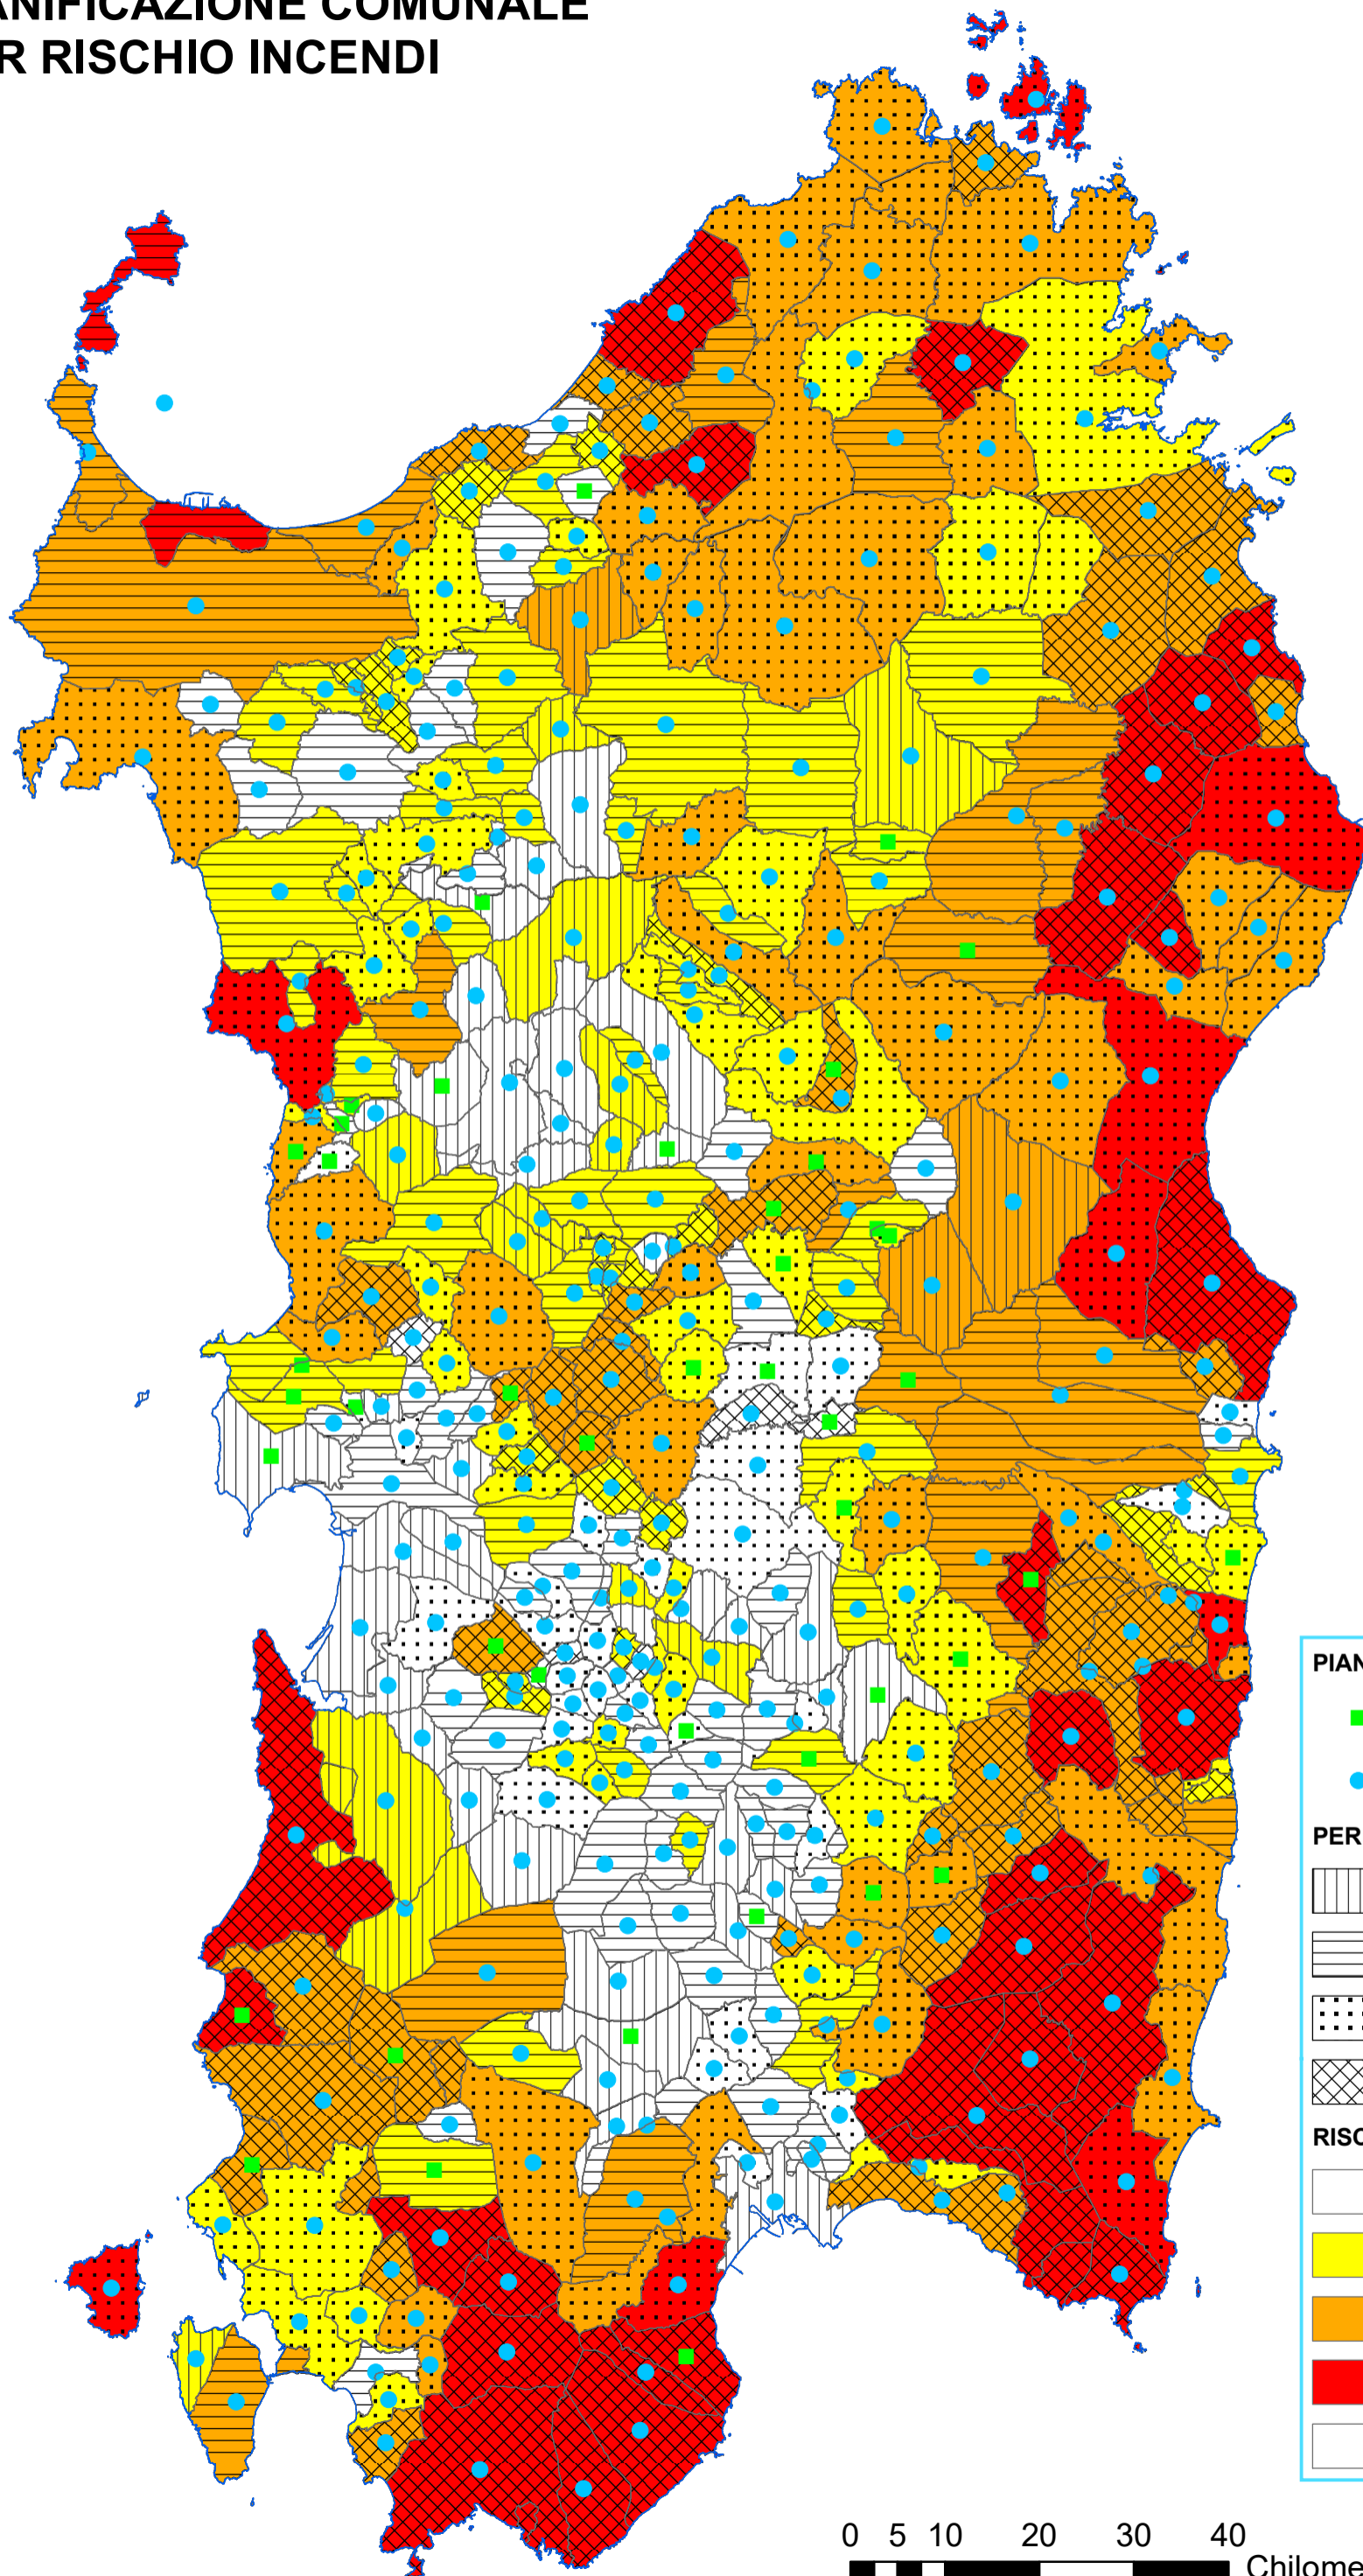 ANIFICAZIONE COMUNALE
R RISCHIO INCENDI
PIAN
PER
RISC
0 5 10 20 30 40
Chilome